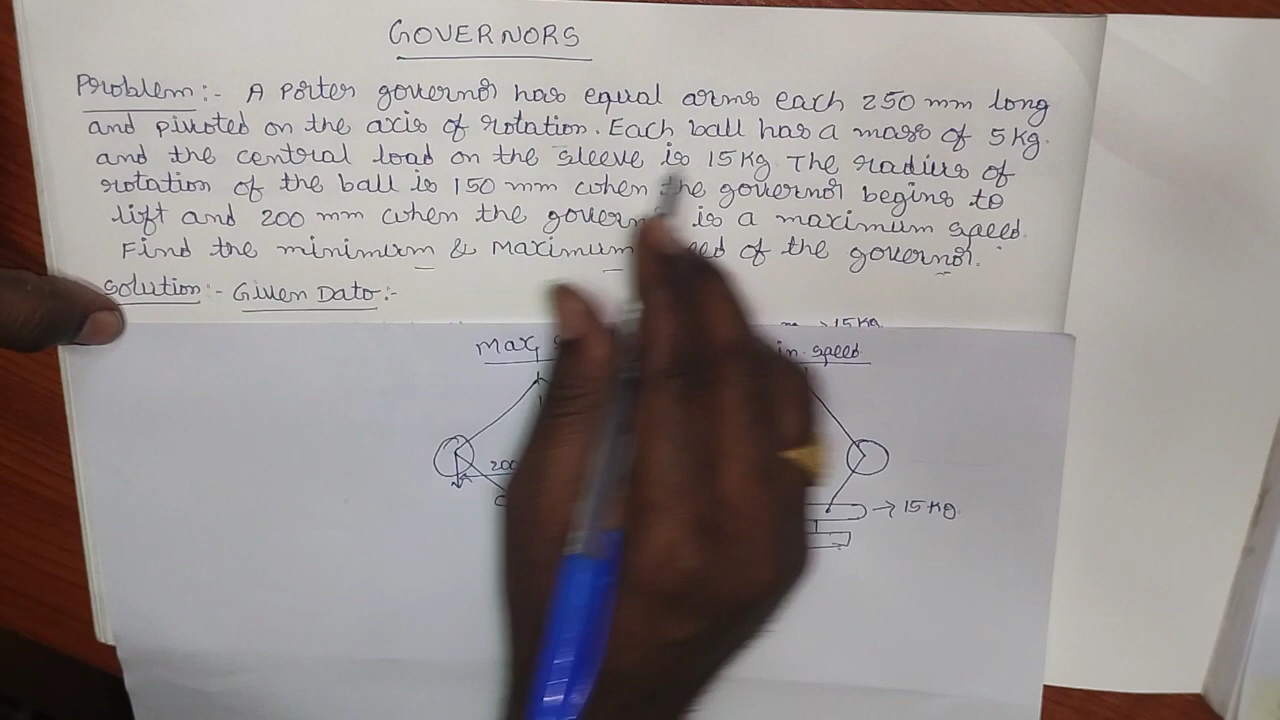 GOVERNORS
Problem:- A Porter governor has equal arms each 250 mm long
and pivoted on the axis of rotation. Each ball has a mass of 5 kg.
and the central load on the sleeve is 15 Kg The radius of
rotation of the ball is 150 mm when the governor begins to
lift and 200 mm when the governor is a maximum speed.
Find the minimum & Maximum of the governor.
Solution:- Given Data:-
15 Kg
Max,
in. speed
200
→ 15 Kg.